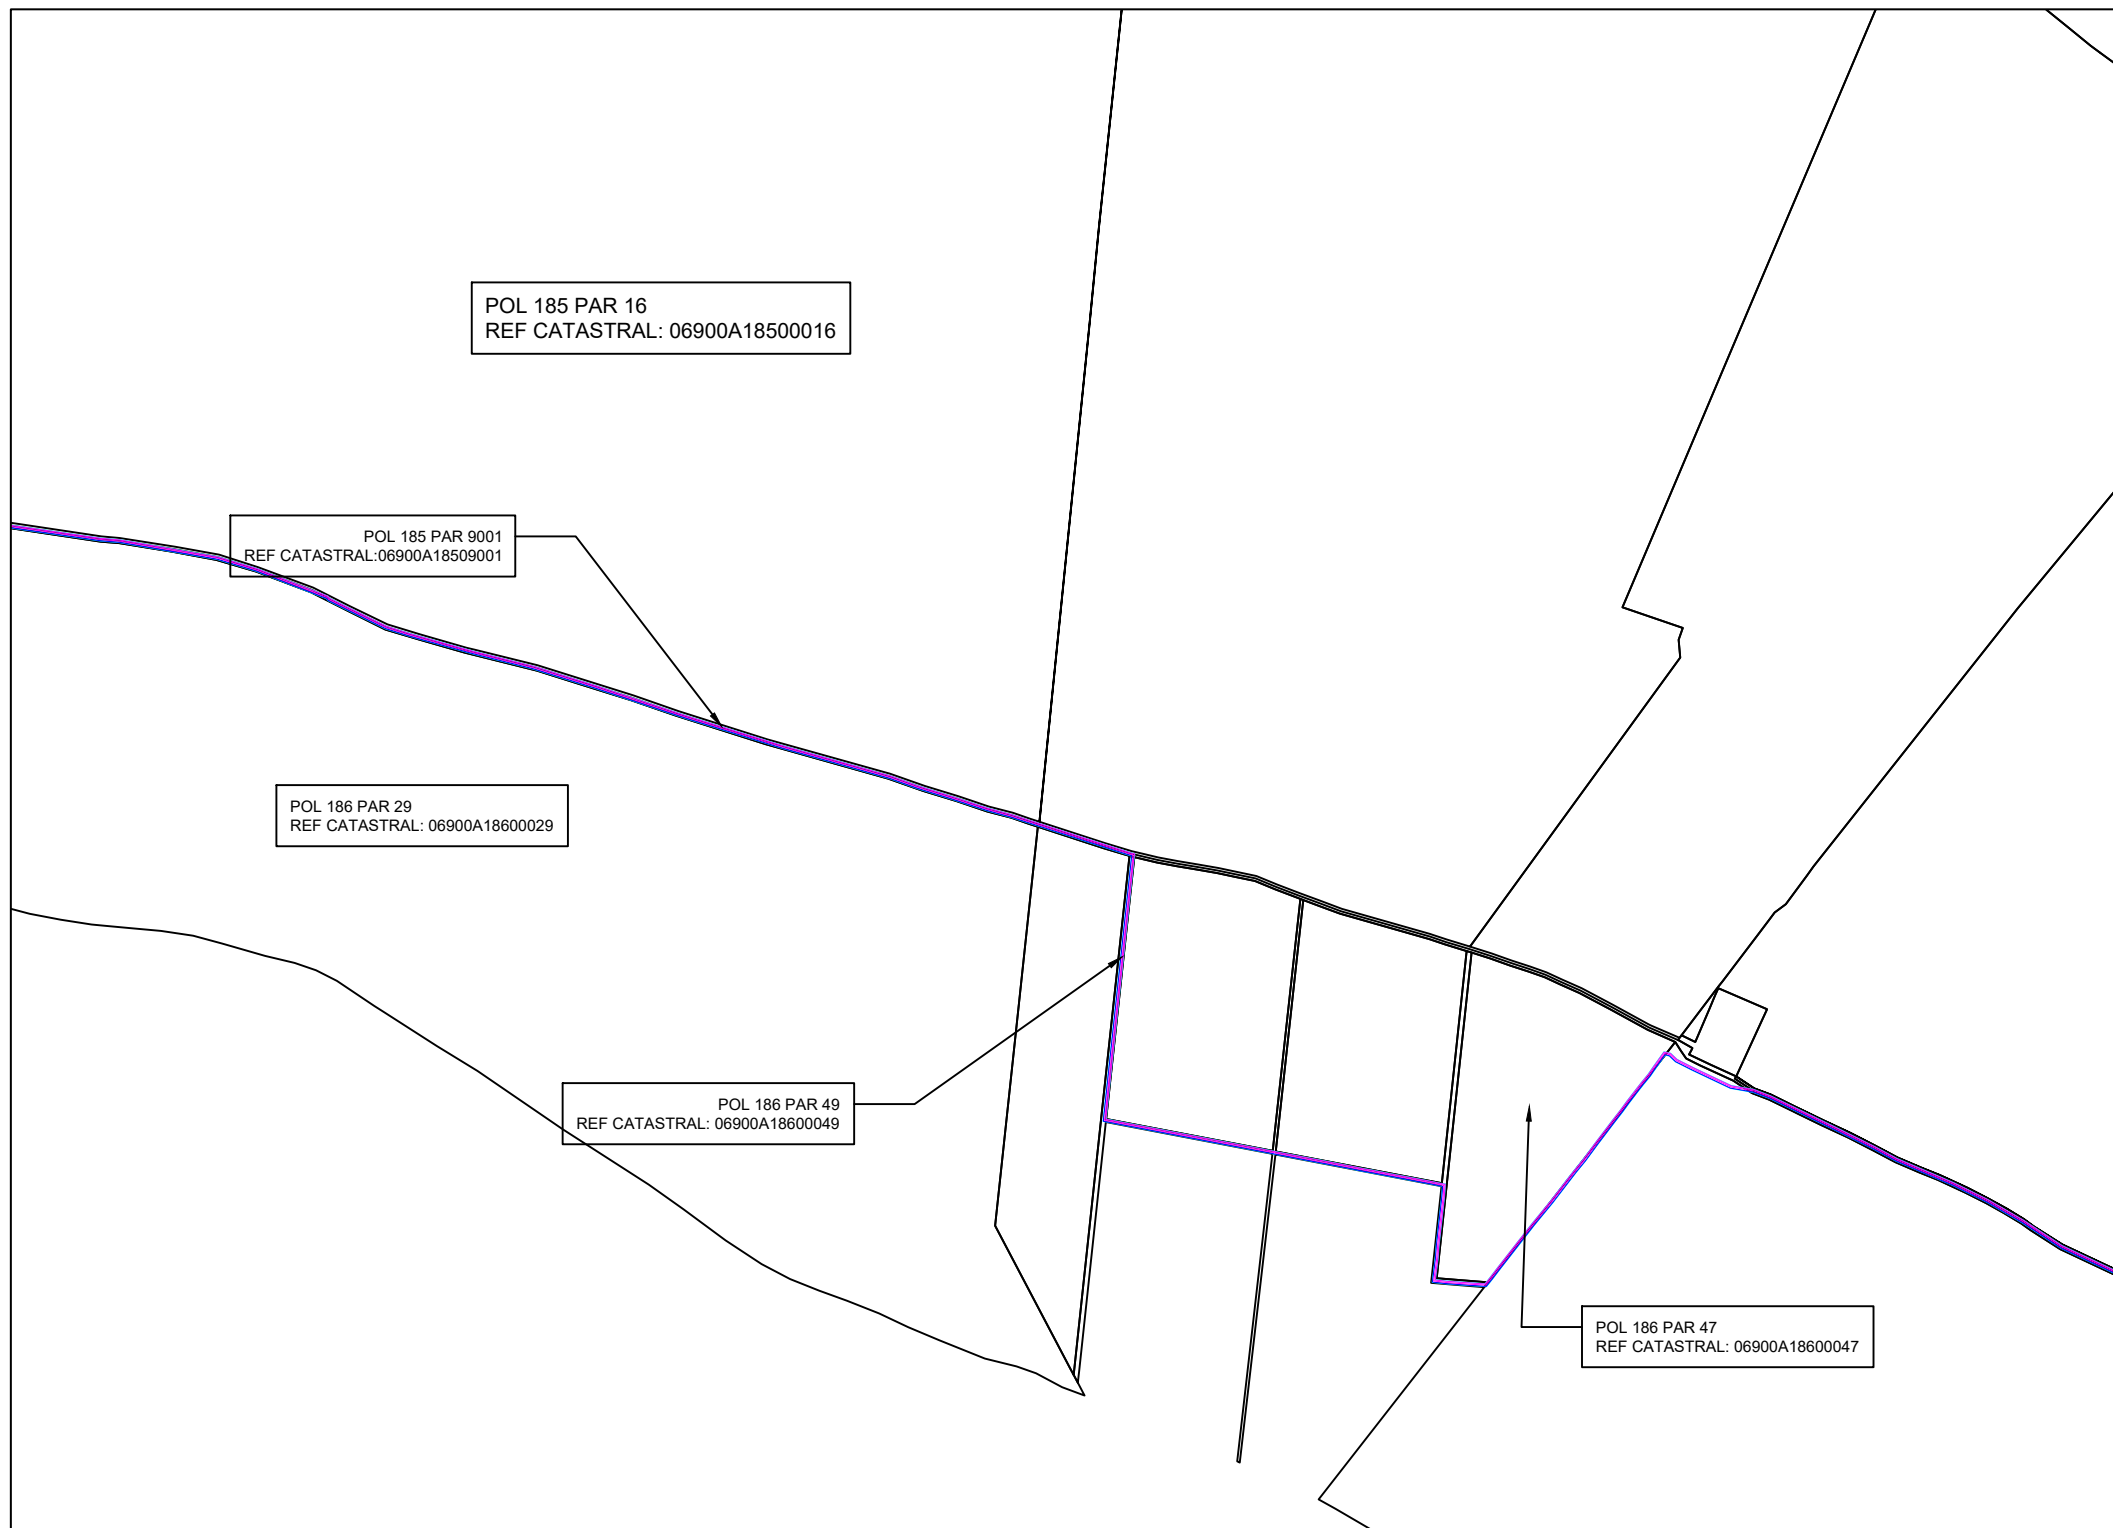 POL 185 PAR 16
REF CATASTRAL: 06900A18500016
POL 185 PAR 9001
REF CATASTRAL:06900A18509001
POL 186 PAR 29
REF CATASTRAL: 06900A18600029
POL 186 PAR 49
REF CATASTRAL: 06900A18600049
POL 186 PAR 47
REF CATASTRAL: 06900A18600047